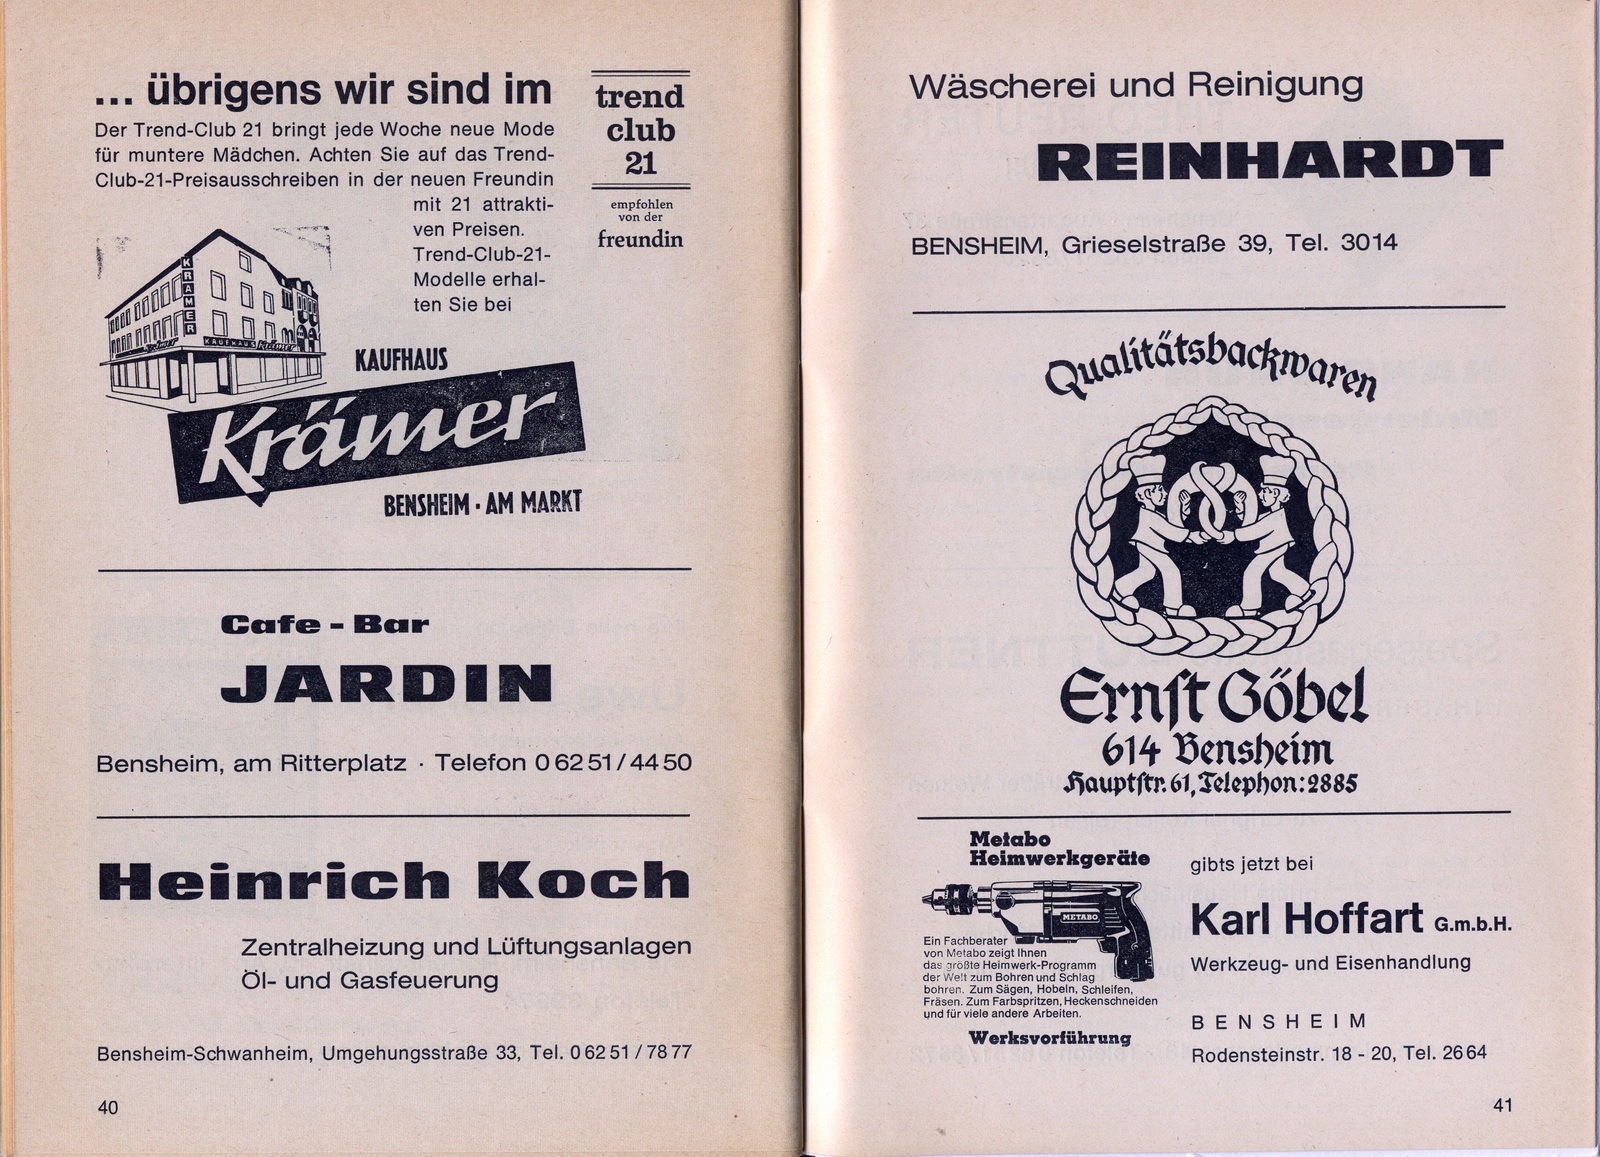 ... übrigens wir sind im
Der Trend-Club 21 bringt jede Woche neue Mode
für muntere Mädchen. Achten Sie auf das Trend-
Club-21-Preisausschreiben in der neuen Freundin
mit 21 attrakti-
ven Preisen.
Trend-Club-21-
Modelle erhal-
ten Sie bei
trend
club
21
empfohlen
von der
freundin
KRÄMER
Krämer
KAUFHAUS Krämer
KAUFHAUS
Krämer
BENSHEIM · AM MARKT
Cafe - Bar
JARDIN
Bensheim, am Ritterplatz · Telefon 0 62 51 / 44 50
Heinrich Koch
Zentralheizung und Lüftungsanlagen
Öl- und Gasfeuerung
Bensheim-Schwanheim, Umgehungsstraße 33, Tel. 0 62 51 / 78 77
40
Wäscherei und Reinigung
REINHARDT
BENSHEIM, Grieselstraße 39, Tel. 3014
Qualitätsbackwaren
Ernſt Göbel
614 Bensheim
Hauptſtr. 61, Telephon: 2885
Metabo
Heimwerkgeräte
METABO
Ein Fachberater
von Metabo zeigt Ihnen
das größte Heimwerk-Programm
der Welt zum Bohren und Schlag
bohren. Zum Sägen, Hobeln, Schleifen,
Fräsen. Zum Farbspritzen, Heckenschneiden
und für viele andere Arbeiten.
Werksvorführung
gibts jetzt bei
Karl Hoffart G.m.b.H.
Werkzeug- und Eisenhandlung
BENSHEIM
Rodensteinstr. 18 - 20, Tel. 26 64
41